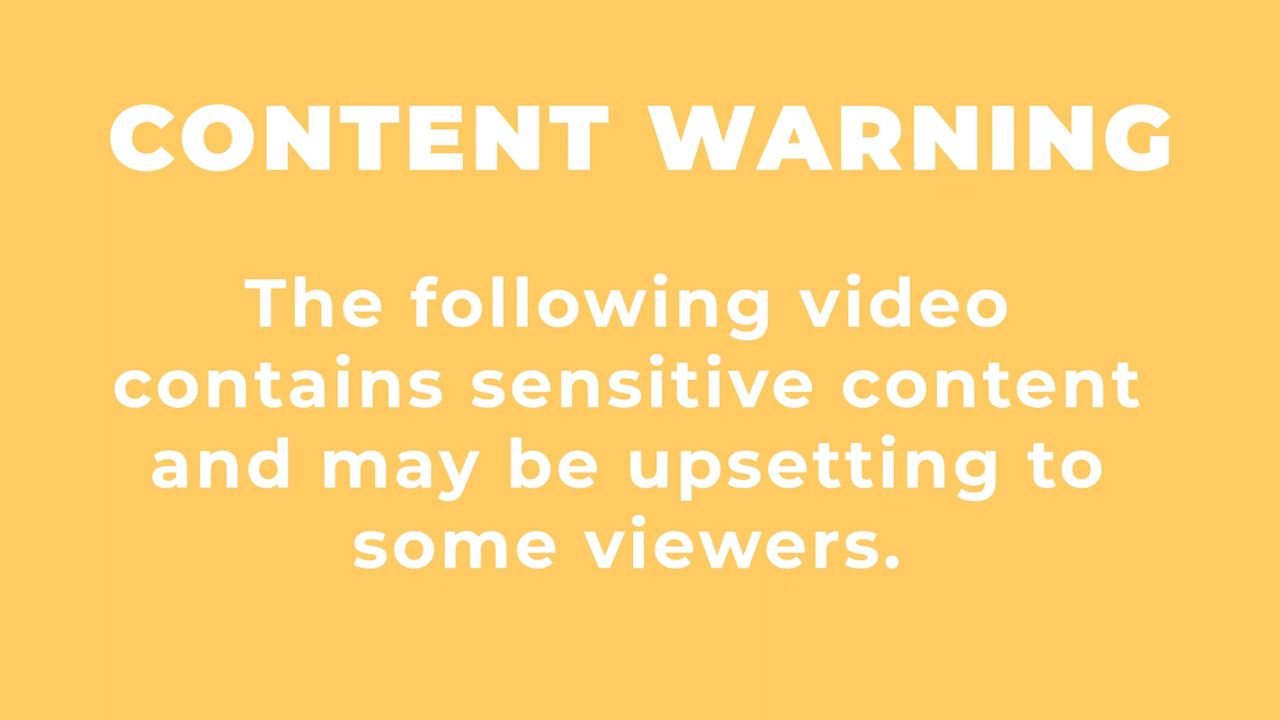 CONTENT WARNING
The following video
contains sensitive content
and may be upsetting to
some viewers.